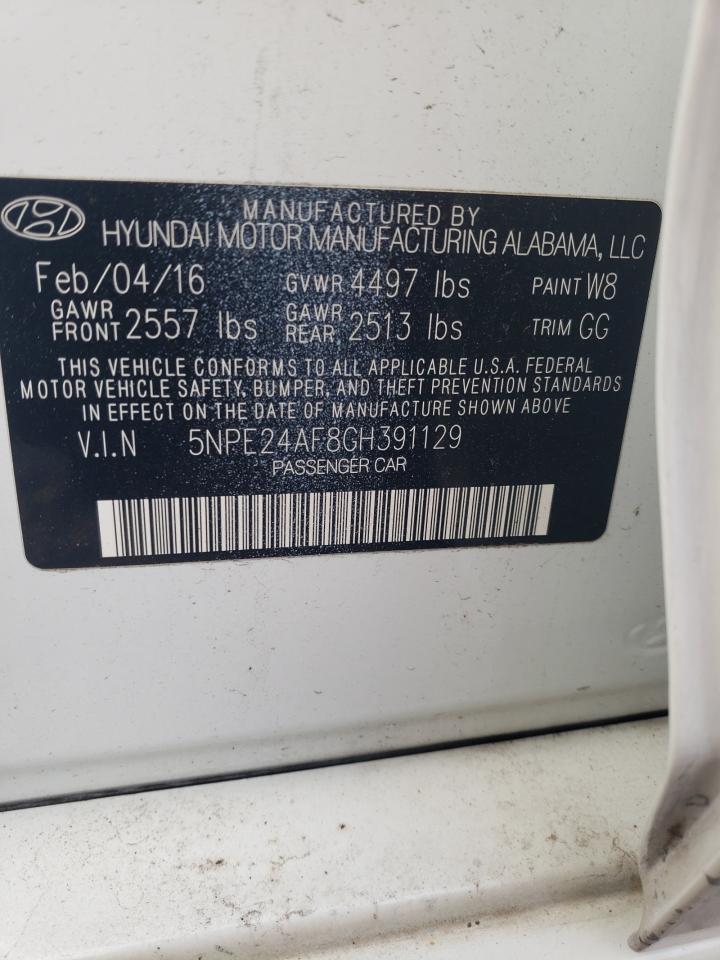 MANUFACTURED BY
HYUNDAI MOTOR MANUFACTURING ALABAMA, LLC
Feb/04/16 GVWR 4497 lbs PAINT W8
GAWR FRONT 2557 lbs GAWR REAR 2513 lbs TRIM GG
THIS VEHICLE CONFORMS TO ALL APPLICABLE U.S.A. FEDERAL
MOTOR VEHICLE SAFETY, BUMPER, AND THEFT PREVENTION STANDARDS
IN EFFECT ON THE DATE OF MANUFACTURE SHOWN ABOVE
V.I.N 5NPE24AF8GH391129
PASSENGER CAR